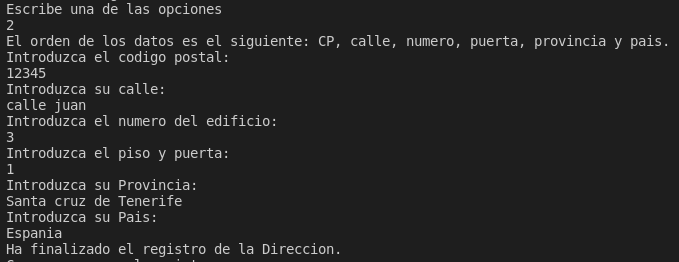 Escribe una de las opciones
2
El orden de los datos es el siguiente: CP, calle, numero, puerta, provincia y pais.
Introduzca el codigo postal:
12345
Introduzca su calle:
calle juan
Introduzca el numero del edificio:
3
Introduzca el piso y puerta:
1
Introduzca su Provincia:
Santa cruz de Tenerife
Introduzca su Pais:
Espania
Ha finalizado el registro de la Direccion.